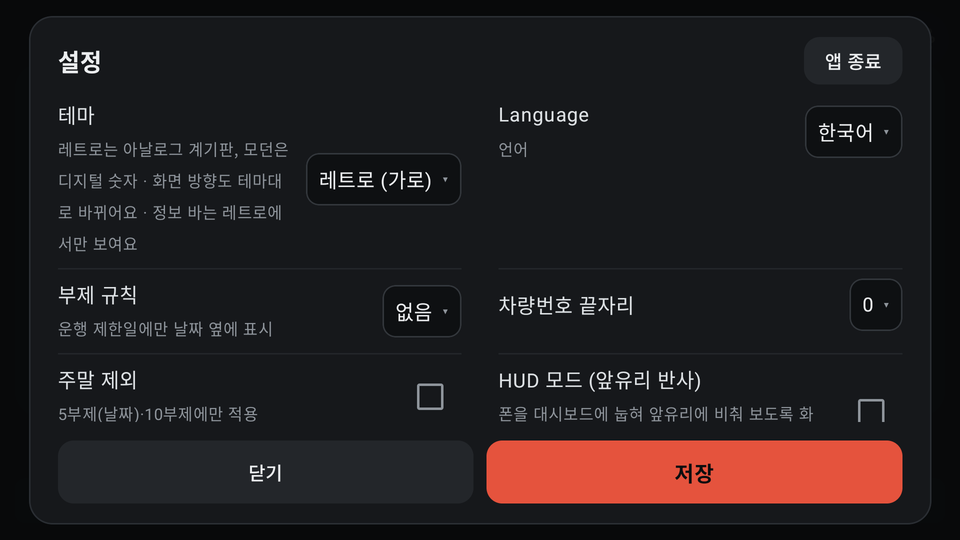 설정
앱 종료
테마
레트로는 아날로그 계기판, 모던은
디지털 숫자 · 화면 방향도 테마대
로 바뀌어요 · 정보 바는 레트로에
서만 보여요
레트로 (가로)
Language
언어
한국어
부제 규칙
운행 제한일에만 날짜 옆에 표시
없음
차량번호 끝자리
0
주말 제외
5부제(날짜)·10부제에만 적용
HUD 모드 (앞유리 반사)
폰을 대시보드에 눕혀 앞유리에 비춰 보도록 화
닫기
저장